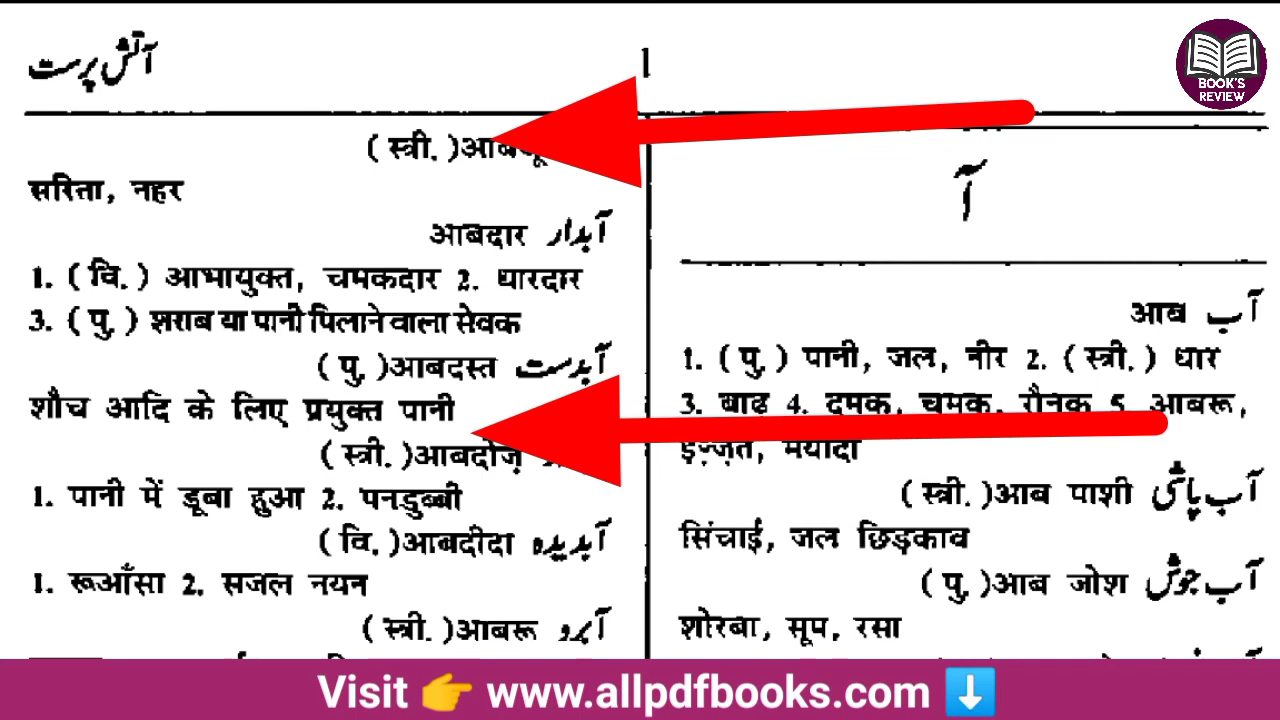 آتش پرست
1
BOOK'S
REVIEW
آ
آب आब
1. ( पु. ) पानी, जल, नीर 2. ( स्त्री. ) धार
3. बाढ़ 4. दमक, चमक, रौनक 5. आबरू,
इज़्ज़त, मर्यादा
آب پاشی आब पाशी( स्त्री. )
सिंचाई, जल छिड़काव
آب جوش आब जोश( पु. )
शोरबा, सूप, रसा
( स्त्री. )
सरिता, नहर
آبدار आबदार
1. ( वि. ) आभायुक्त, चमकदार 2. धारदार
3. ( पु. ) शराब या पानी पिलाने वाला सेवक
آبدست आबदस्त( पु. )
शौच आदि के लिए प्रयुक्त पानी
आबदोज़( स्त्री. )
1. पानी में डूबा हुआ 2. पनडुब्बी
آبدیدہ आबदीदा( वि. )
1. रूआँसा 2. सजल नयन
آبرو आबरू( स्त्री. )
Visit 👉 www.allpdfbooks.com ⬇️